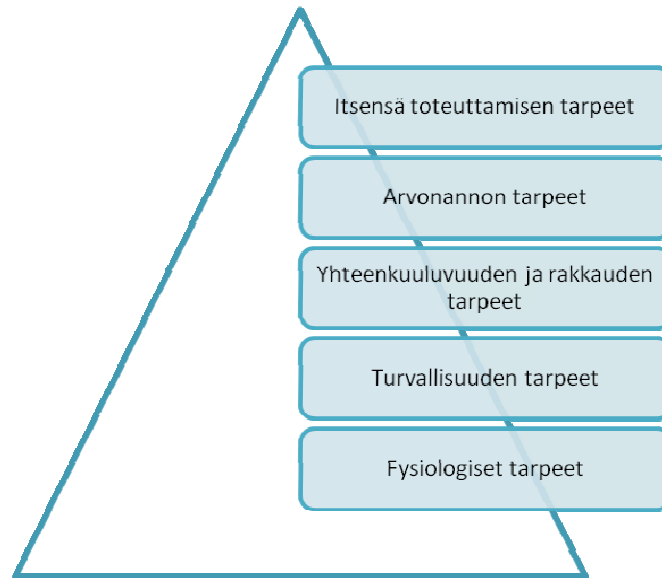 Itsensä toteuttamisen tarpeet
Arvonannon tarpeet
Yhteenkuuluvuuden ja rakkauden
tarpeet
Turvallisuuden tarpeet
Fysiologiset tarpeet